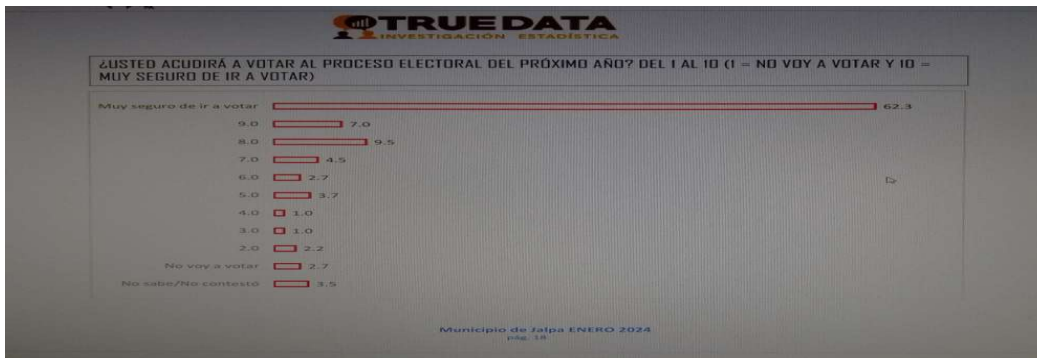 TRUEDATA
INVESTIGACIÓN ESTADÍSTICA
¿USTED ACUDIRÁ A VOTAR AL PROCESO ELECTORAL DEL PRÓXIMO AÑO? DEL 1 AL 10 (1 = NO VOY A VOTAR Y 10 =
MUY SEGURO DE IR A VOTAR)
Muy seguro de ir a votar 62.3
9.0 7.0
8.0 9.5
7.0 4.5
6.0 2.7
5.0 3.7
4.0 1.0
3.0 1.0
2.0 2.2
No voy a votar 2.7
No sabe/No contestó 3.5
Municipio de Jalpa ENERO 2024
pág. 18